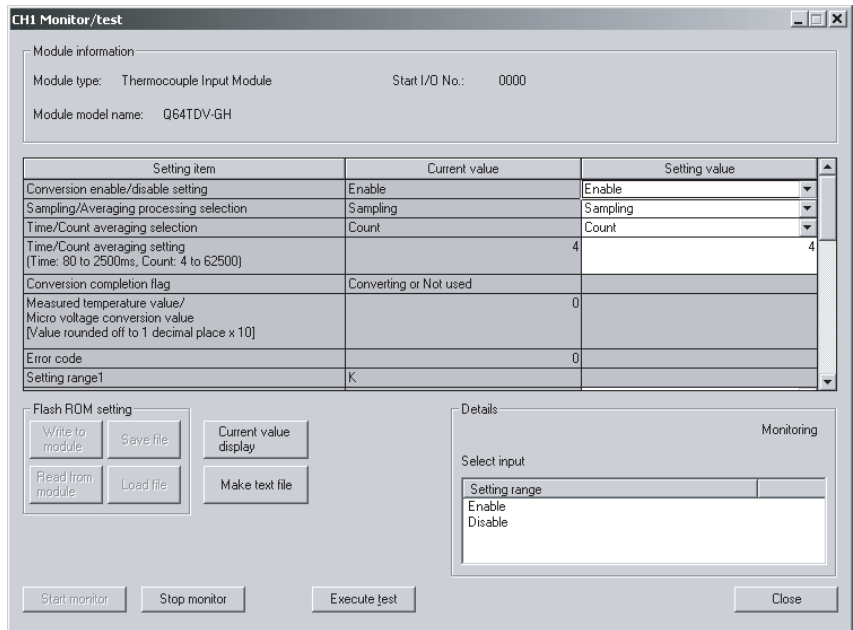 CH1 Monitor/test
Module information
Module type: Thermocouple Input Module Start I/O No.: 0000
Module model name: Q64TDV-GH
Setting item Current value Setting value
Conversion enable/disable setting Enable Enable
Sampling/Averaging processing selection Sampling Sampling
Time/Count averaging selection Count Count
Time/Count averaging setting 4 4
(Time: 80 to 2500ms, Count: 4 to 62500)
Conversion completion flag Converting or Not used
Measured temperature value/ 0
Micro voltage conversion value
[Value rounded off to 1 decimal place x 10]
Error code 0
Setting range1 K
Flash ROM setting
Write to module Save file
Read from module Load file
Current value display
Make text file
Details
Monitoring
Select input
Setting range
Enable
Disable
Start monitor Stop monitor Execute test Close